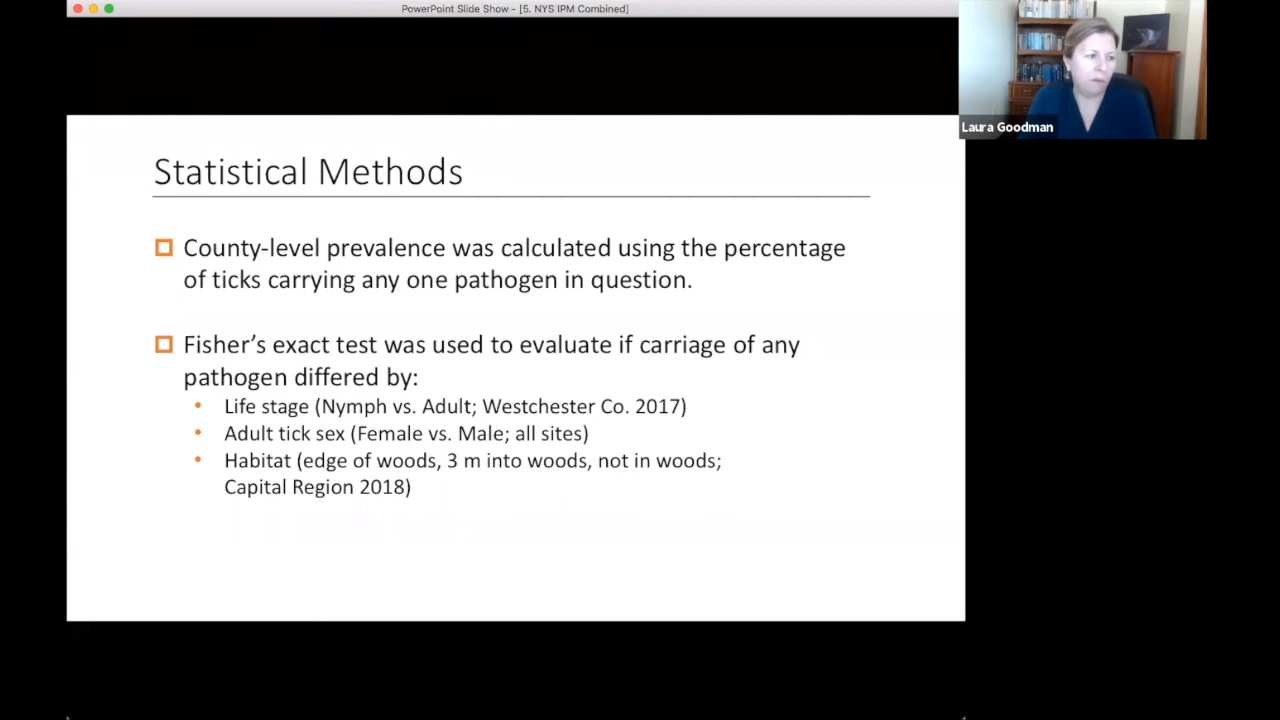 PowerPoint Slide Show - [5. NYS IPM Combined]
Laura Goodman
Statistical Methods
County-level prevalence was calculated using the percentage
of ticks carrying any one pathogen in question.
Fisher’s exact test was used to evaluate if carriage of any
pathogen differed by:
• Life stage (Nymph vs. Adult; Westchester Co. 2017)
• Adult tick sex (Female vs. Male; all sites)
• Habitat (edge of woods, 3 m into woods, not in woods;
Capital Region 2018)